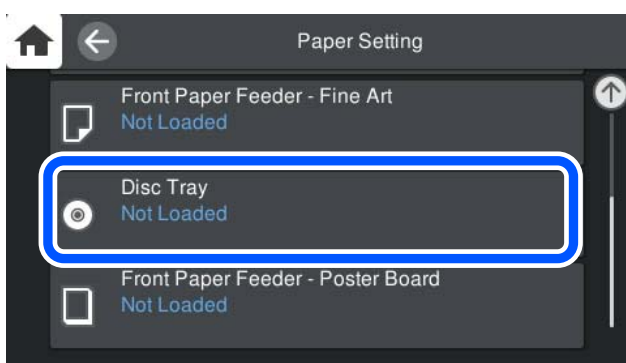 Paper Setting
Front Paper Feeder - Fine Art
Not Loaded
Disc Tray
Not Loaded
Front Paper Feeder - Poster Board
Not Loaded